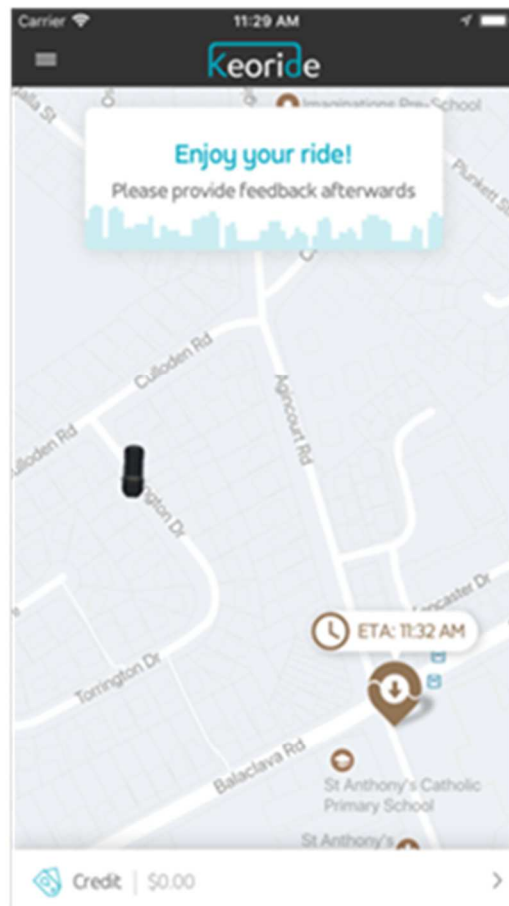 Carrier
11:29 AM
Keoride
Imaginations Pre-School
Plunkett St
Enjoy your ride!
Please provide feedback afterwards
Culloden Rd
Agincourt Rd
Torrington Dr
ETA: 11:32 AM
Balaclava Rd
St Anthony's Catholic
Primary School
St Anthony's
Credit | $0.00